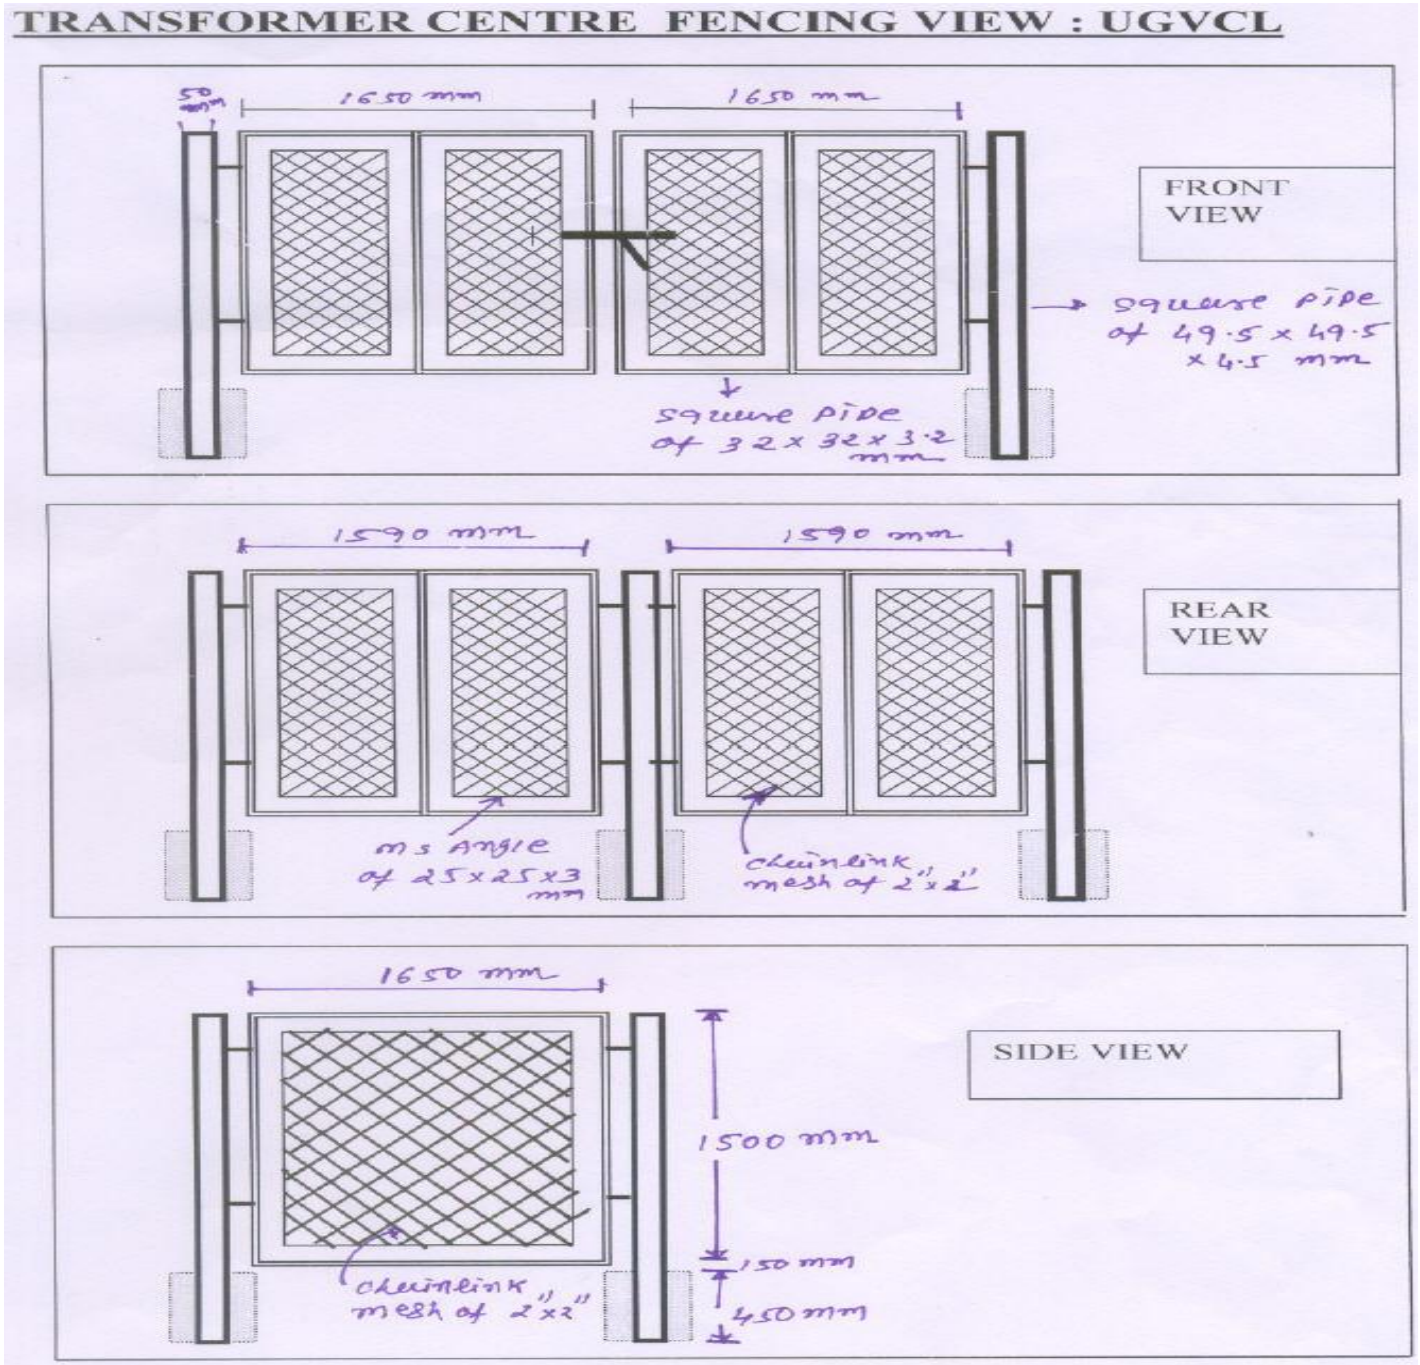 TRANSFORMER CENTRE FENCING VIEW : UGVCL
50
mm
1650 mm
1650 mm
FRONT
VIEW
square pipe
of 49.5 x 49.5
x 4.5 mm
square pipe
of 32 x 32 x 3.2
mm
1590 mm
1590 mm
REAR
VIEW
ms Angle
of 25x25x3
mm
chainlink
mesh of 2"x2"
1650 mm
SIDE VIEW
1500 mm
150 mm
450 mm
chainlink
mesh of 2"x2"